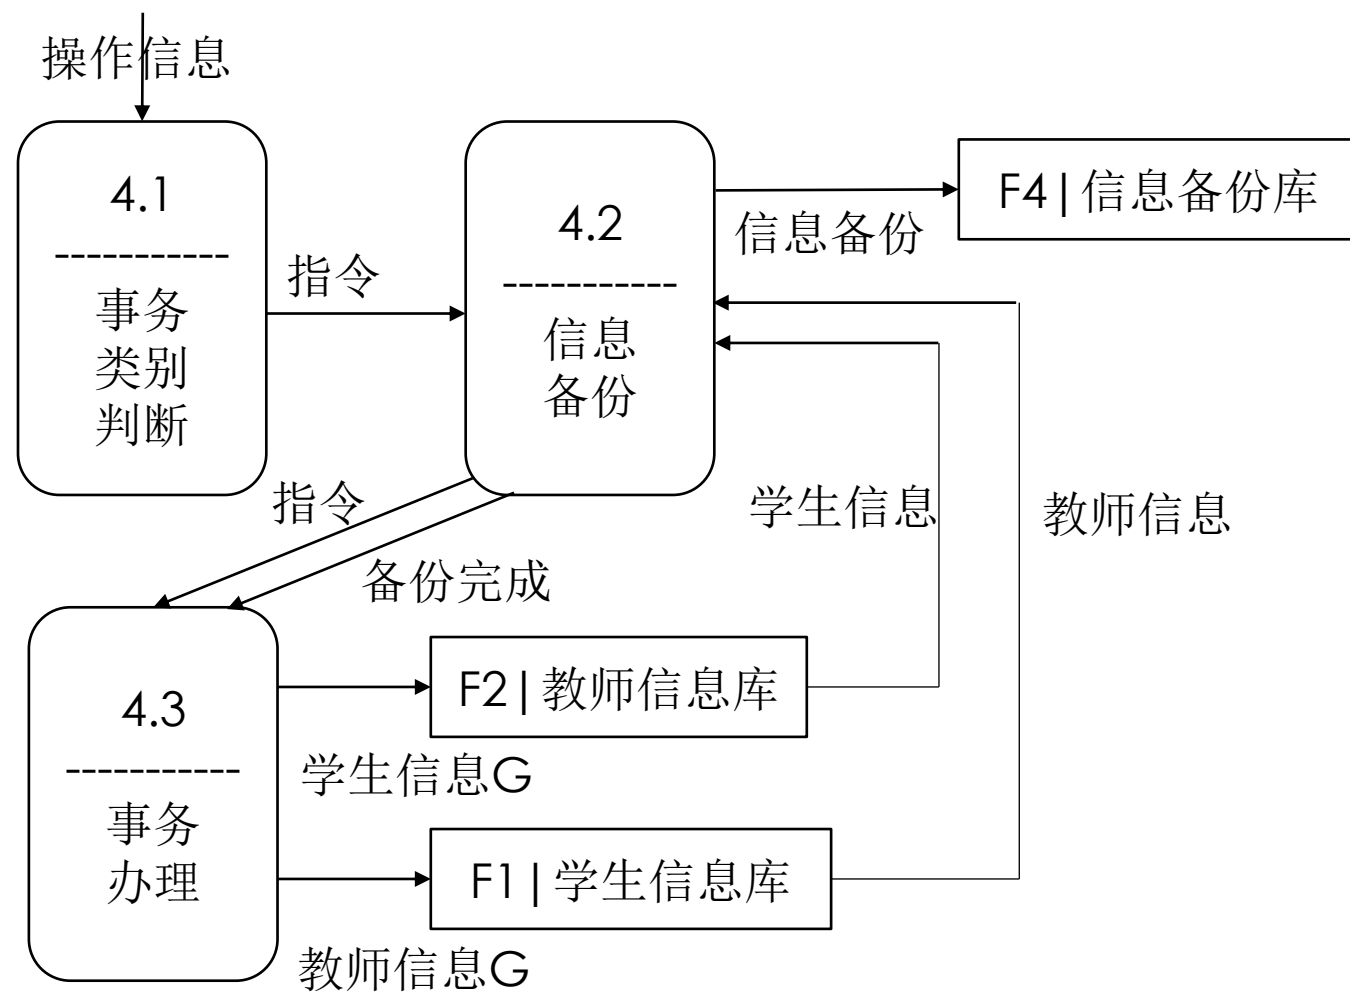 操作信息
4.1
-----------
事务
类别
判断
指令
4.2
-----------
信息
备份
信息备份
F4|信息备份库
指令
备份完成
学生信息
教师信息
4.3
-----------
事务
办理
F2|教师信息库
学生信息G
F1|学生信息库
教师信息G